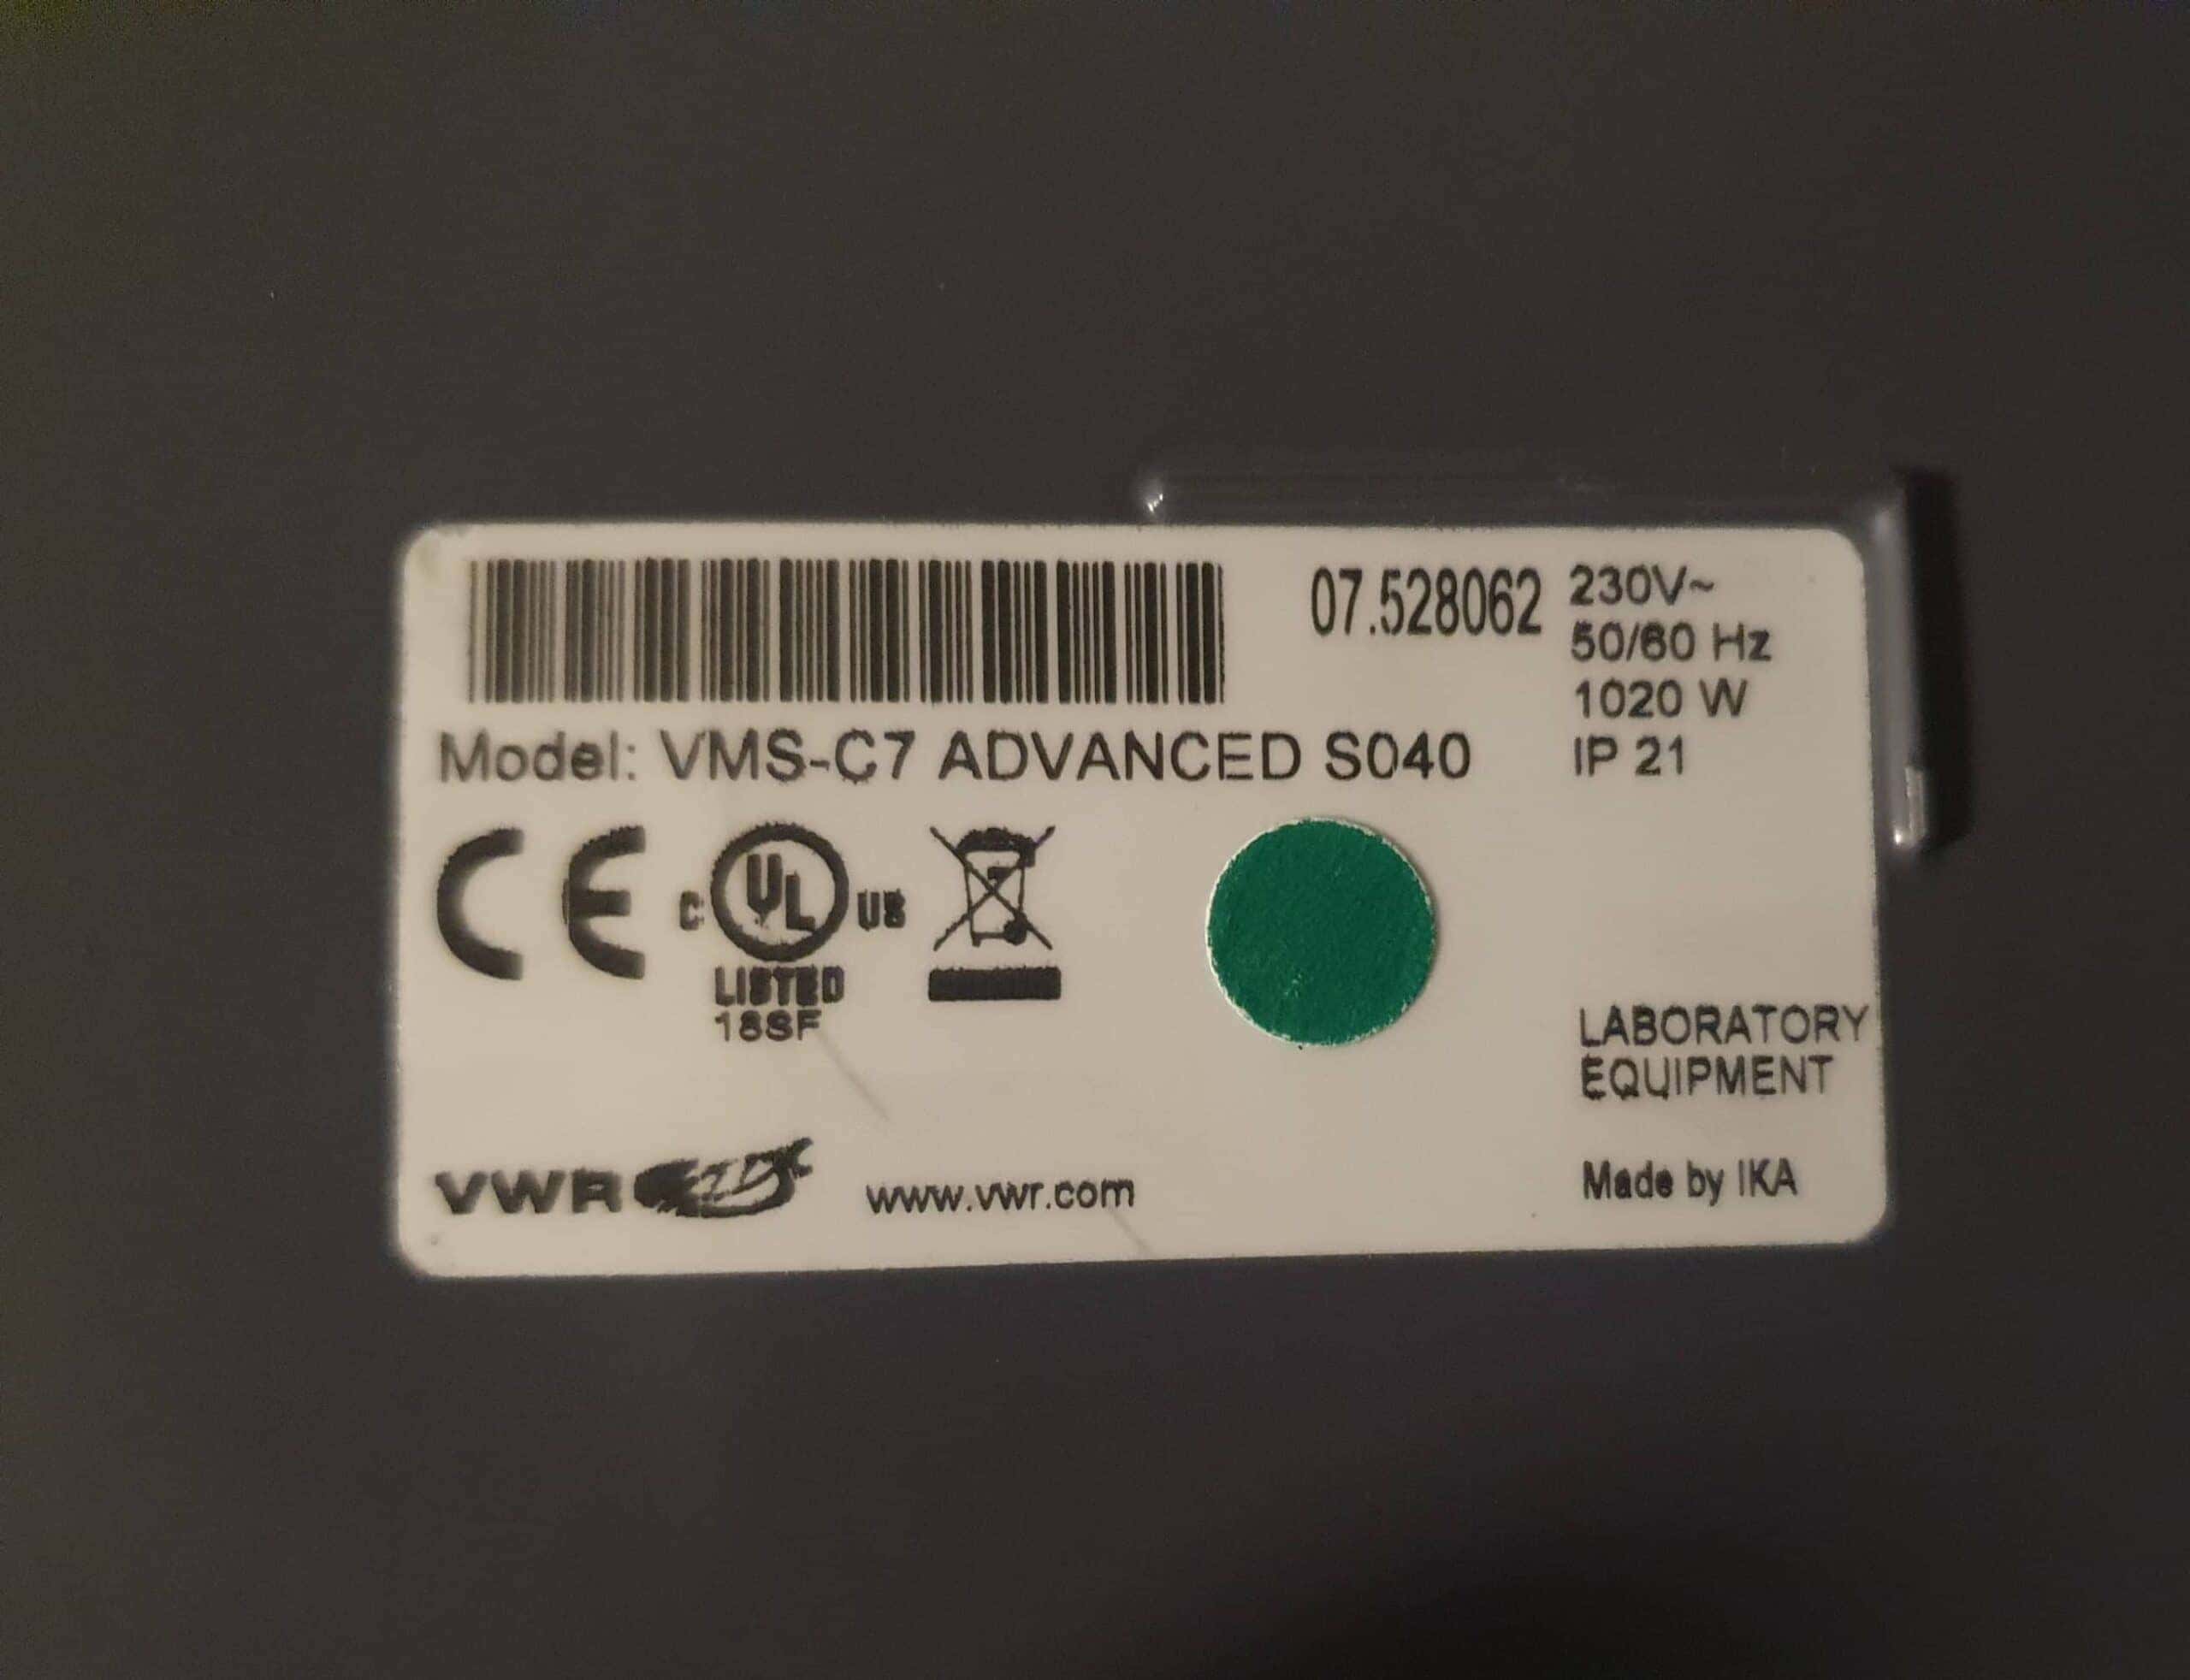 07.528062
230V~
50/60 Hz
1020 W
IP 21
Model: VMS-C7 ADVANCED S040
CE
C UL US
LISTED
18SF
LABORATORY
EQUIPMENT
VWR
www.vwr.com
Made by IKA